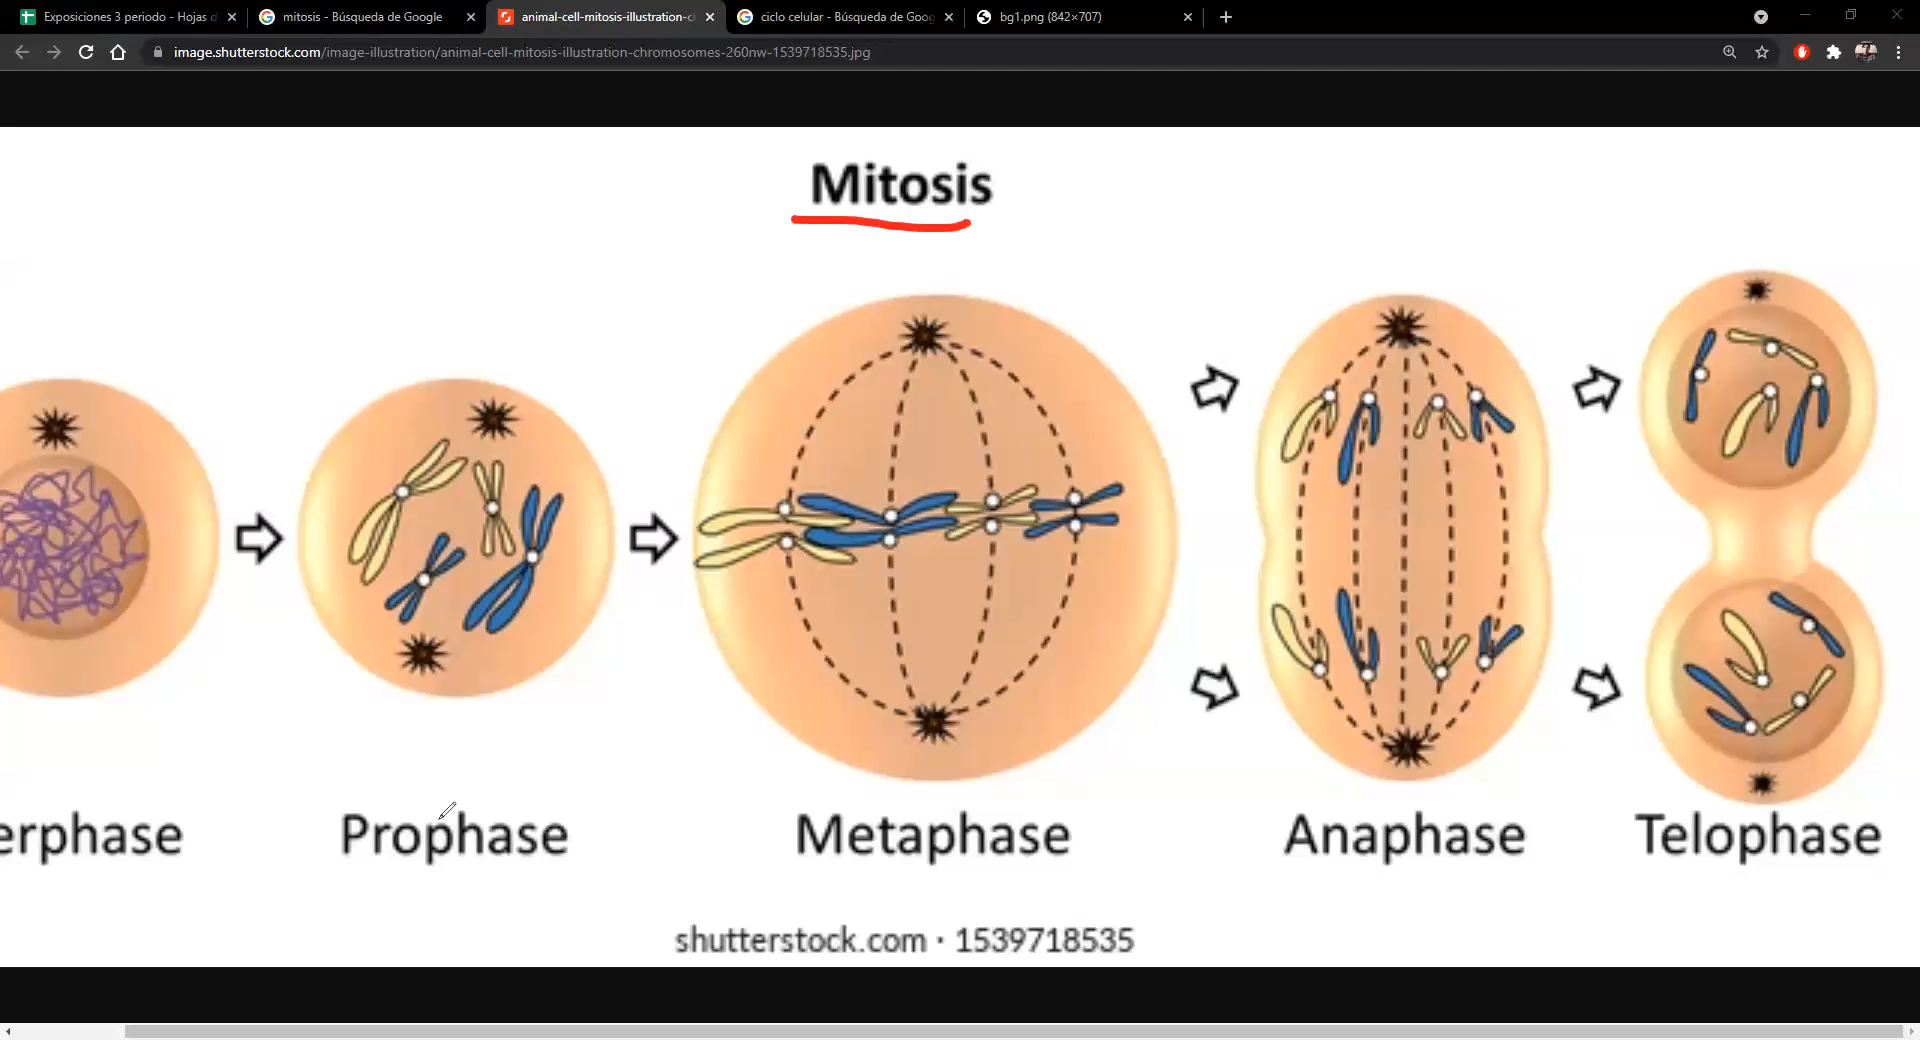 Exposiciones 3 periodo - Hojas d
mitosis - Búsqueda de Google
animal-cell-mitosis-illustration-c
ciclo celular - Búsqueda de Goog
bg1.png (842×707)
image.shutterstock.com/image-illustration/animal-cell-mitosis-illustration-chromosomes-260nw-1539718535.jpg
Mitosis
erphase
Prophase
Metaphase
Anaphase
Telophase
shutterstock.com · 1539718535